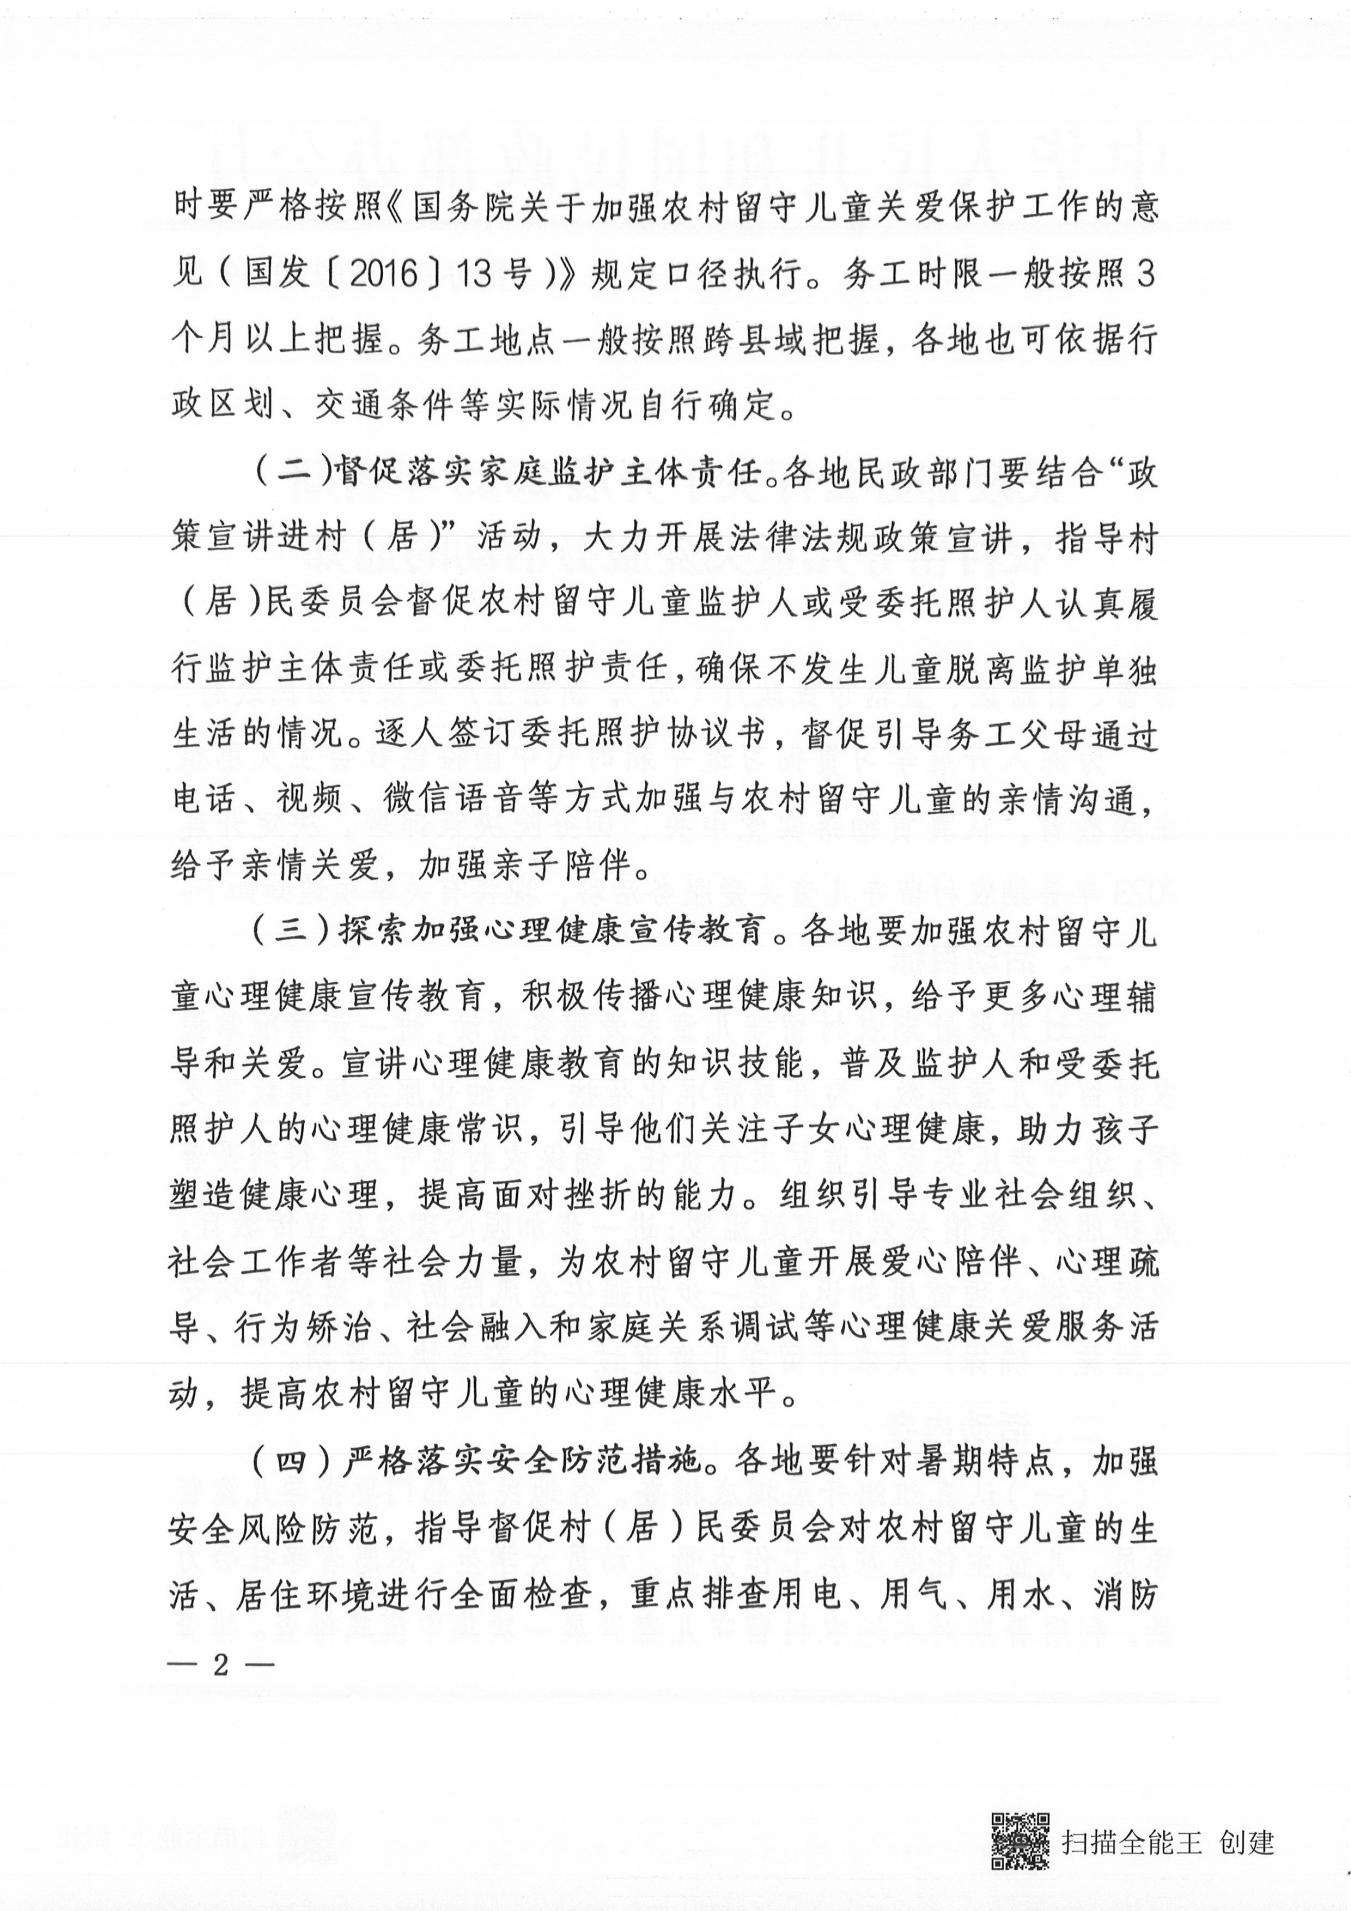 时要严格按照《国务院关于加强农村留守儿童关爱保护工作的意
见（国发〔2016〕13号）》规定口径执行。务工时限一般按照3
个月以上把握。务工地点一般按照跨县域把握，各地也可依据行
政区划、交通条件等实际情况自行确定。
（二）督促落实家庭监护主体责任。各地民政部门要结合“政
策宣讲进村（居）”活动，大力开展法律法规政策宣讲，指导村
（居）民委员会督促农村留守儿童监护人或受委托照护人认真履
行监护主体责任或委托照护责任，确保不发生儿童脱离监护单独
生活的情况。逐人签订委托照护协议书，督促引导务工父母通过
电话、视频、微信语音等方式加强与农村留守儿童的亲情沟通，
给予亲情关爱，加强亲子陪伴。
（三）探索加强心理健康宣传教育。各地要加强农村留守儿
童心理健康宣传教育，积极传播心理健康知识，给予更多心理辅
导和关爱。宣讲心理健康教育的知识技能，普及监护人和受委托
照护人的心理健康常识，引导他们关注子女心理健康，助力孩子
塑造健康心理，提高面对挫折的能力。组织引导专业社会组织、
社会工作者等社会力量，为农村留守儿童开展爱心陪伴、心理疏
导、行为矫治、社会融入和家庭关系调试等心理健康关爱服务活
动，提高农村留守儿童的心理健康水平。
（四）严格落实安全防范措施。各地要针对暑期特点，加强
安全风险防范，指导督促村（居）民委员会对农村留守儿童的生
活、居住环境进行全面检查，重点排查用电、用气、用水、消防
— 2 —
扫描全能王 创建